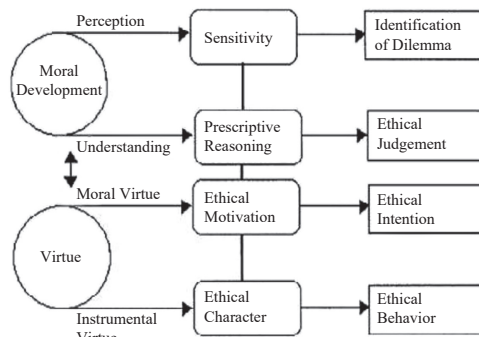 Perception
Sensitivity
Identification
of Dilemma
Moral
Development
Understanding
Prescriptive
Reasoning
Ethical
Judgement
Moral Virtue
Ethical
Motivation
Ethical
Intention
Virtue
Instrumental
Ethical
Character
Ethical
Behavior